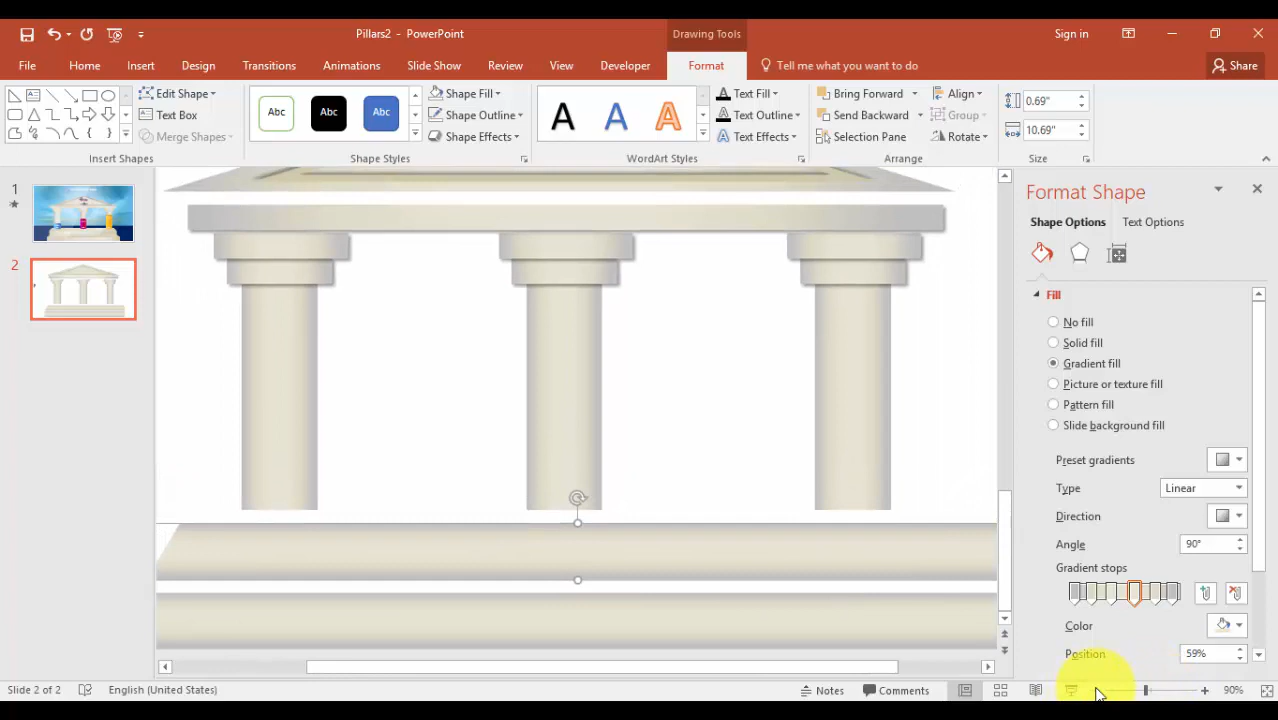 Pillars2 - PowerPoint
Drawing Tools
Sign in
File
Home
Insert
Design
Transitions
Animations
Slide Show
Review
View
Developer
Format
Tell me what you want to do
Share
Edit Shape
Text Box
Merge Shapes
Insert Shapes
Abc
Abc
Abc
Shape Fill
Shape Outline
Shape Effects
Shape Styles
A
A
A
Text Fill
Text Outline
Text Effects
WordArt Styles
Bring Forward
Send Backward
Selection Pane
Align
Group
Rotate
Arrange
0.69"
10.69"
Size
1
2
Format Shape
Shape Options
Text Options
Fill
No fill
Solid fill
Gradient fill
Picture or texture fill
Pattern fill
Slide background fill
Preset gradients
Type
Linear
Direction
Angle
90°
Gradient stops
Color
Position
59%
Slide 2 of 2
English (United States)
Notes
Comments
90%